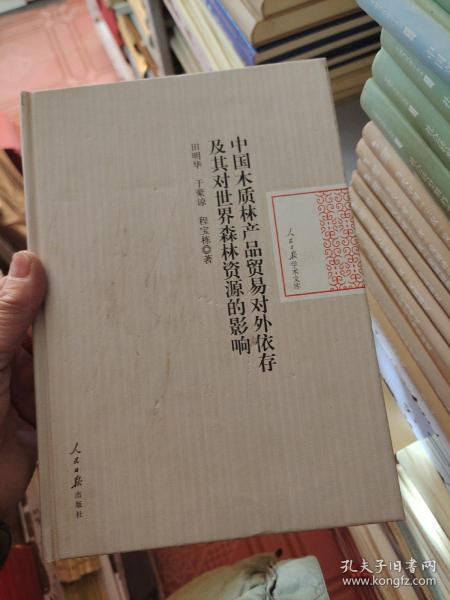 中国木质林产品贸易对外依存
及其对世界森林资源的影响
田明华 于豪谅 程宝栋◎著
人民日报学术文库
人民日报出版社
孔夫子旧书网
www.kongfz.com